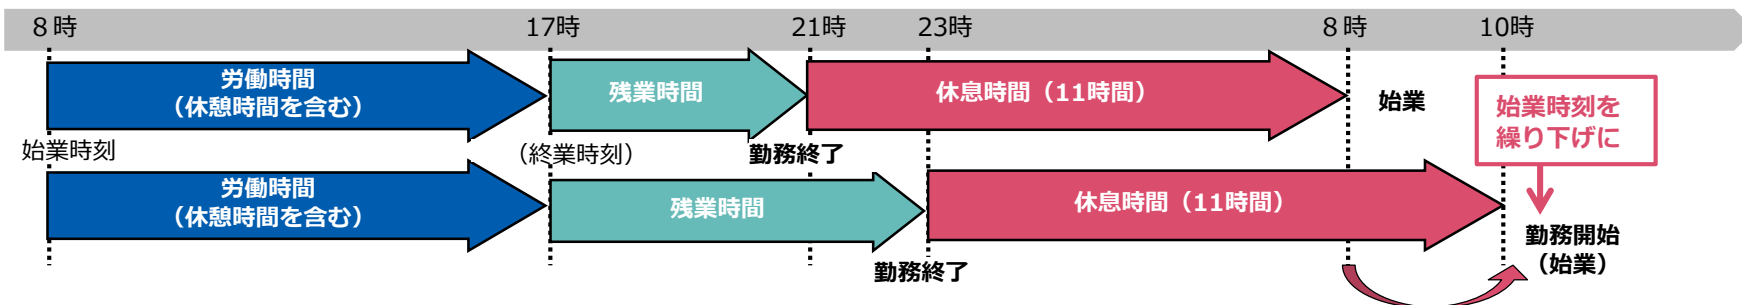 8時 17時 21時 23時 8時 10時
労働時間
（休憩時間を含む）
残業時間
休息時間（11時間）
始業
始業時刻を
繰り下げに
始業時刻
（終業時刻）
勤務終了
労働時間
（休憩時間を含む）
残業時間
休息時間（11時間）
勤務開始
（始業）
勤務終了